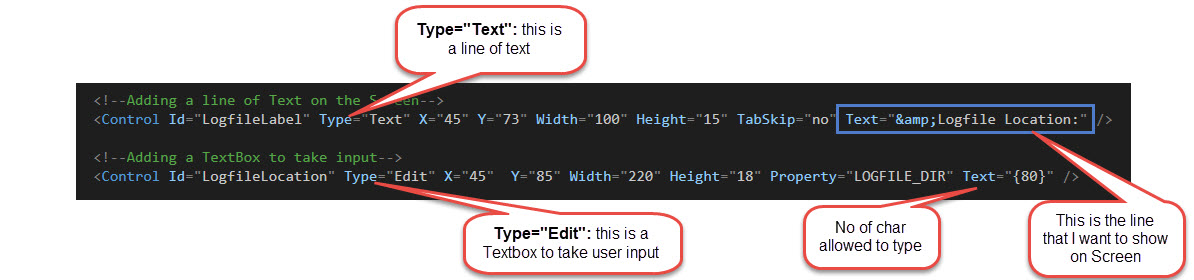 Type="Text": this is
a line of text
<!--Adding a line of Text on the Screen-->
<Control Id="LogfileLabel" Type="Text" X="45" Y="73" Width="100" Height="15" TabSkip="no" Text="&amp;Logfile Location:" />
<!--Adding a TextBox to take input-->
<Control Id="LogfileLocation" Type="Edit" X="45"  Y="85" Width="220" Height="18" Property="LOGFILE_DIR" Text="{80}" />
Type="Edit": this is a
Textbox to take user input
No of char
allowed to type
This is the line
that I want to show
on Screen